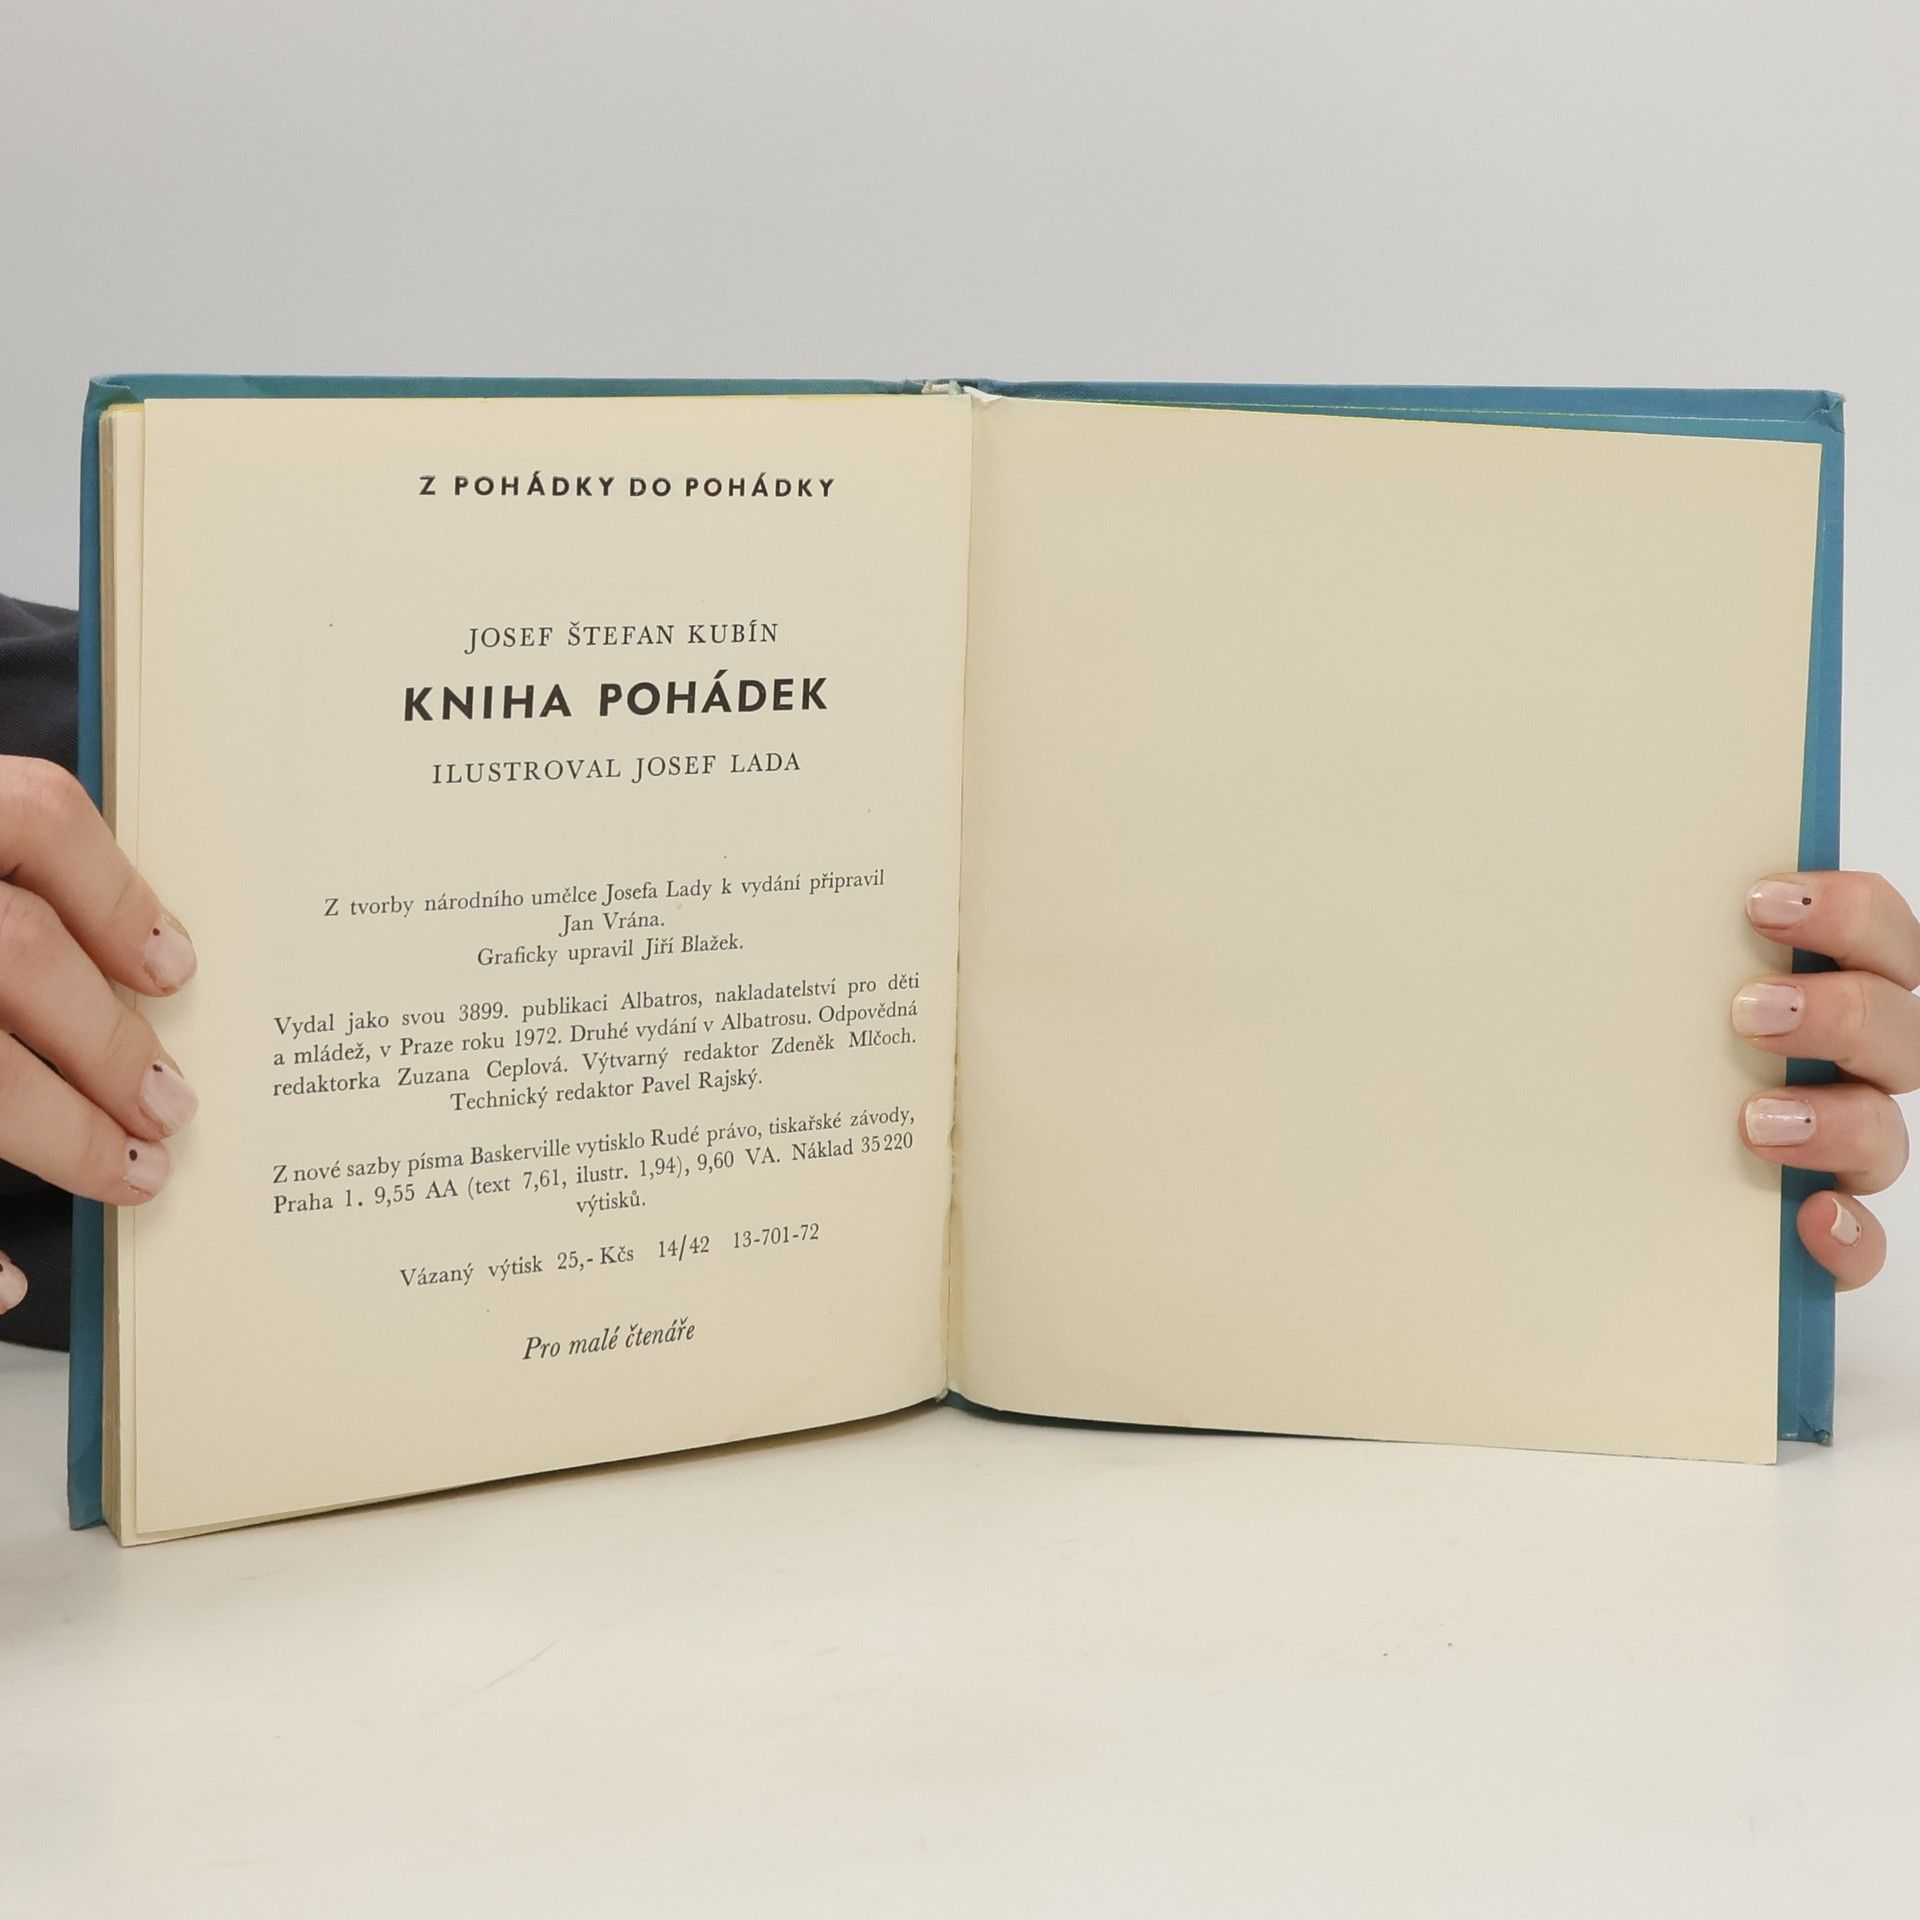 Z POHÁDKY DO POHÁDKY
JOSEF ŠTEFAN KUBÍN
KNIHA POHÁDEK
ILUSTROVAL JOSEF LADA
Z tvorby národního umělce Josefa Lady k vydání připravil
Jan Vrána.
Graficky upravil Jiří Blažek.
Vydal jako svou 3899. publikaci Albatros, nakladatelství pro děti
a mládež, v Praze roku 1972. Druhé vydání v Albatrosu. Odpovědná
redaktorka Zuzana Ceplová. Výtvarný redaktor Zdeněk Mlčoch.
Technický redaktor Pavel Rajský.
Z nové sazby písma Baskerville vytisklo Rudé právo, tiskařské závody,
Praha 1. 9,55 AA (text 7,61, ilustr. 1,94), 9,60 VA. Náklad 35 220
výtisků.
Vázaný výtisk 25,- Kčs 14/42 13-701-72
Pro malé čtenáře